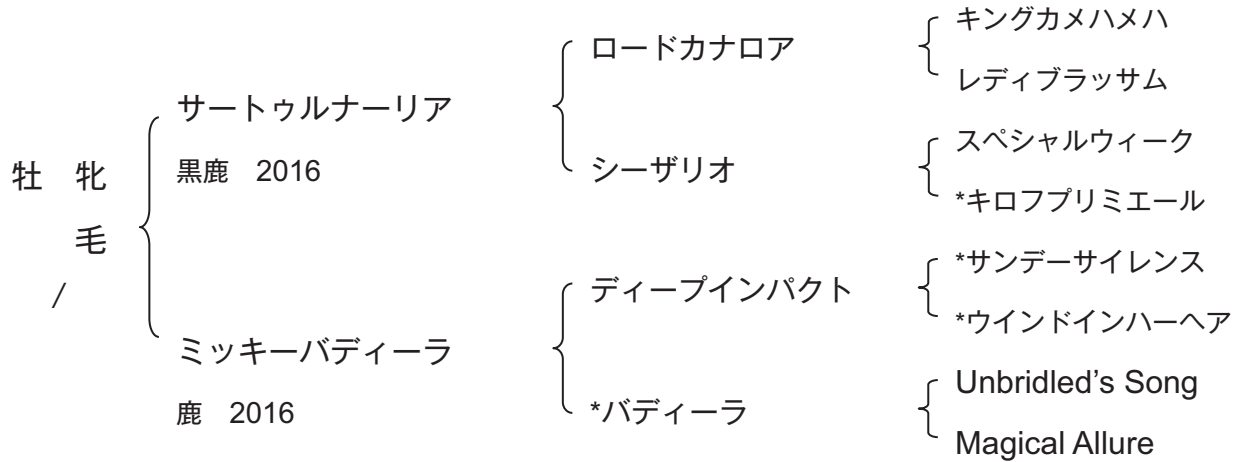 キングカメハメハ
ロードカナロア
レディブラッサム
サートゥルナーリア
スペシャルウィーク
黒鹿　2016
シーザリオ
牡　牝
*キロフプリミエール
毛
*サンデーサイレンス
/
ディープインパクト
*ウインドインハーヘア
ミッキーバディーラ
Unbridled’s Song
鹿　2016
*バディーラ
Magical Allure